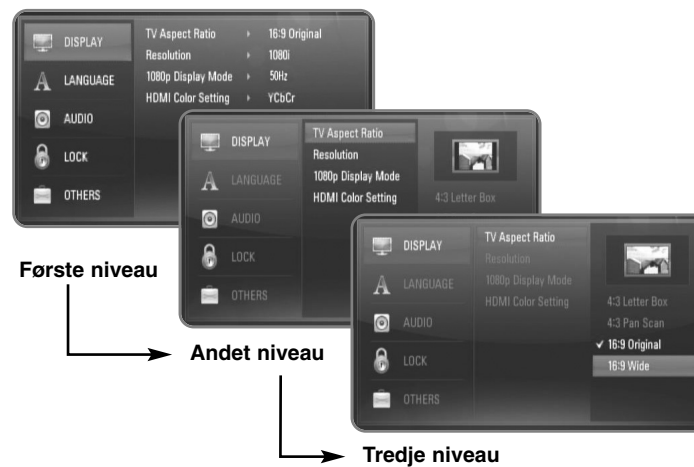 DISPLAY
LANGUAGE
AUDIO
LOCK
OTHERS
TV Aspect Ratio 16:9 Original
Resolution 1080i
1080p Display Mode 50Hz
HDMI Color Setting YCbCr
Første niveau
DISPLAY
LANGUAGE
AUDIO
LOCK
OTHERS
TV Aspect Ratio
Resolution
1080p Display Mode
HDMI Color Setting
4:3 Letter Box
Andet niveau
DISPLAY
LANGUAGE
AUDIO
LOCK
OTHERS
TV Aspect Ratio
Resolution
1080p Display Mode
HDMI Color Setting
4:3 Letter Box
4:3 Pan Scan
✔ 16:9 Original
16:9 Wide
Tredje niveau